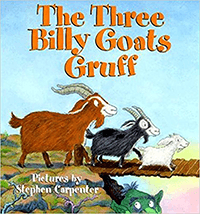 The Three
Billy Goats
Gruff
Pictures by
Stephen Carpenter